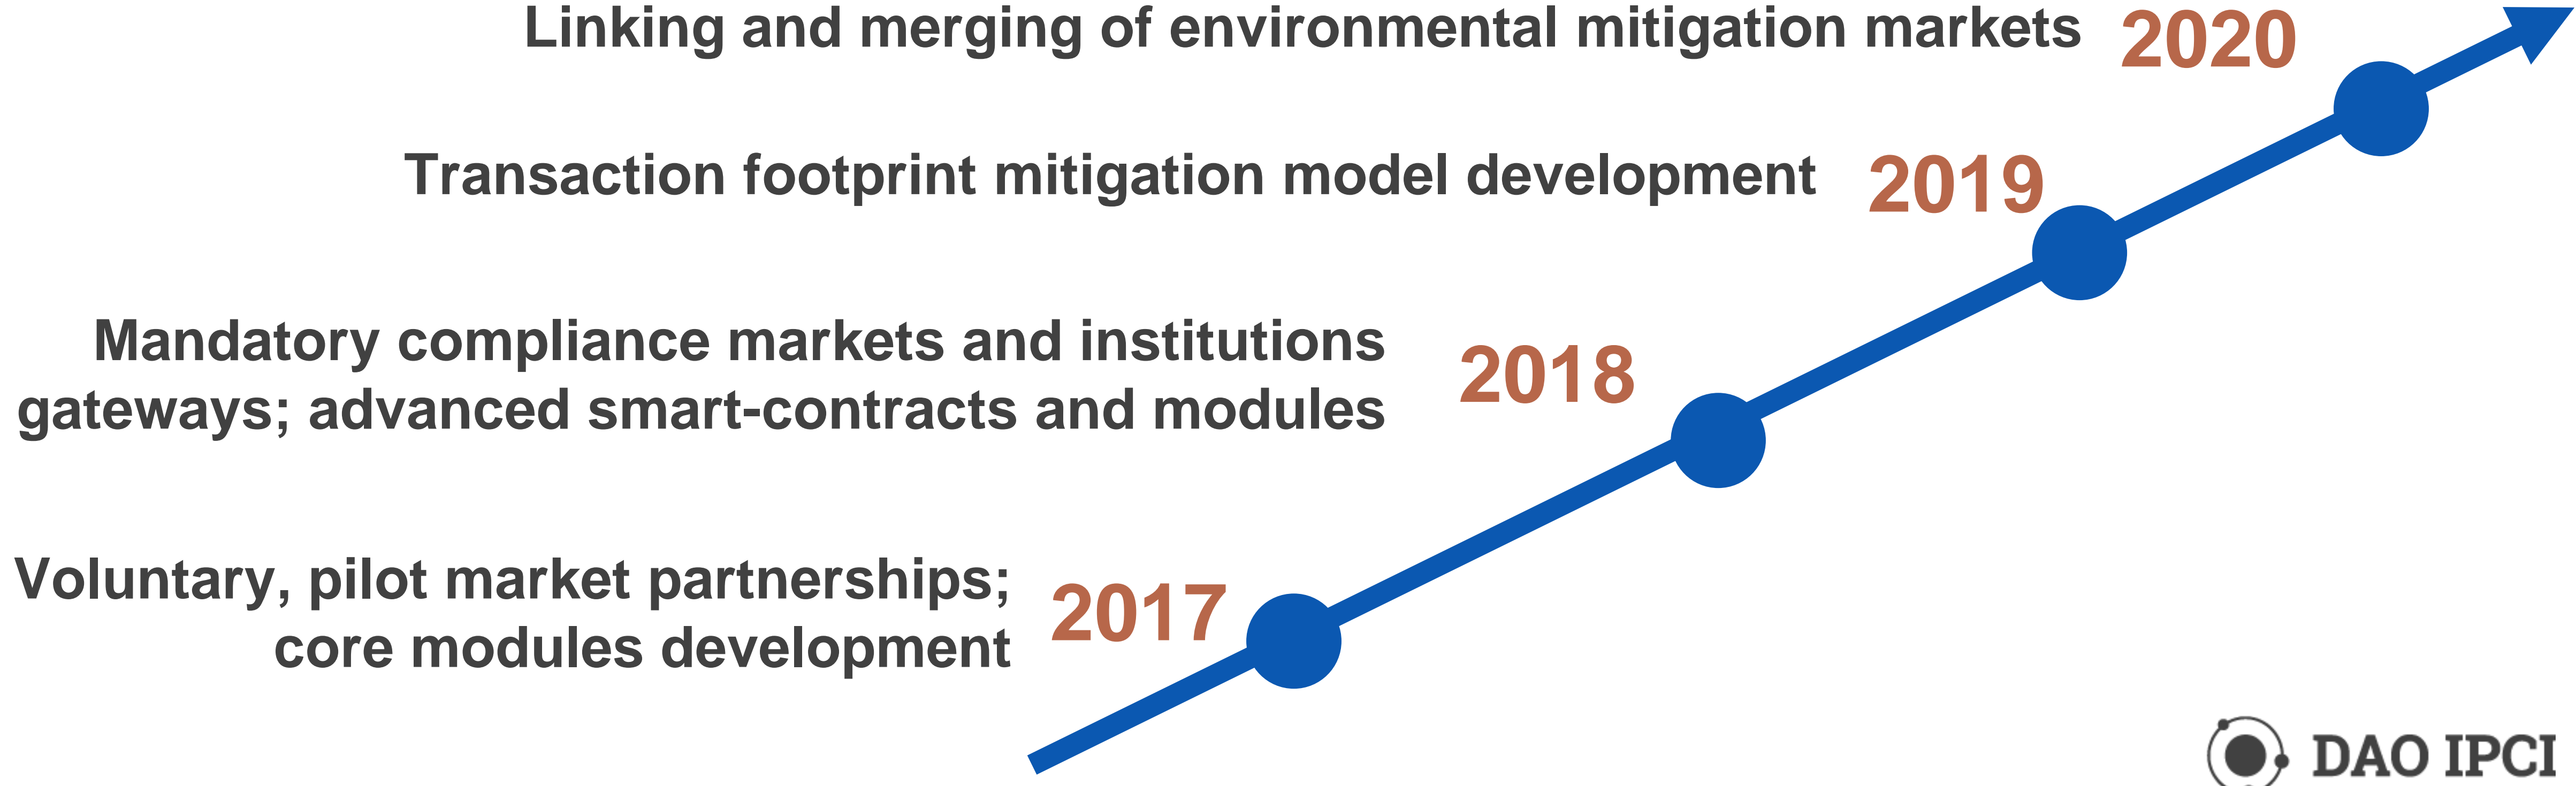 Linking and merging of environmental mitigation markets 2020
Transaction footprint mitigation model development 2019
Mandatory compliance markets and institutions
gateways; advanced smart-contracts and modules
2018
Voluntary, pilot market partnerships;
core modules development
2017
DAO IPCI